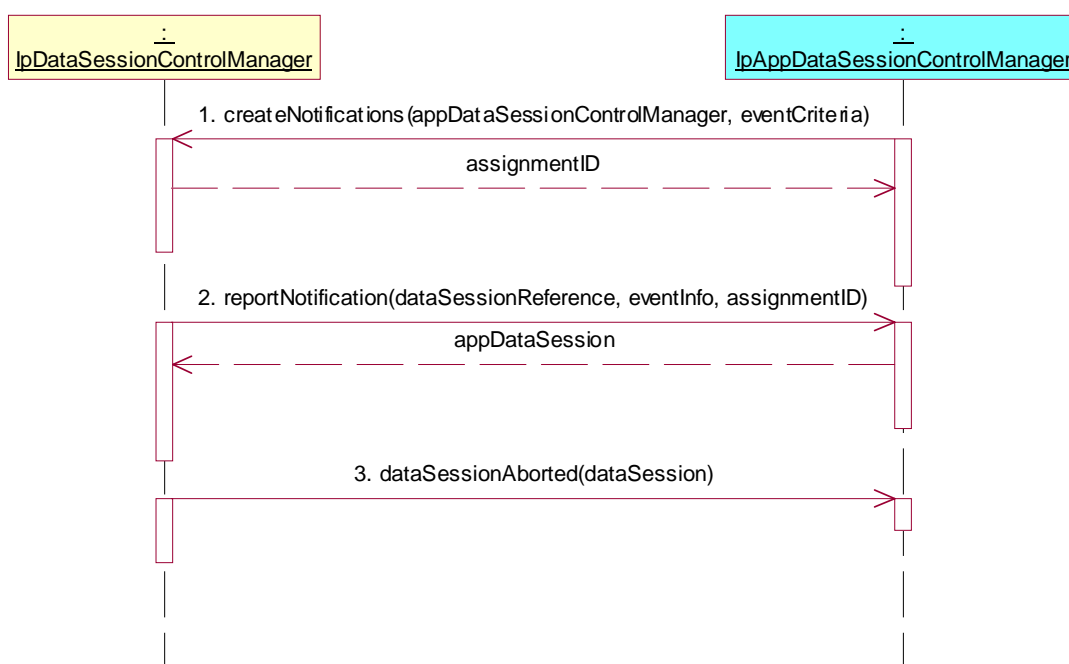 :
IpDataSessionControlManager
:
IpAppDataSessionControlManager
1. createNotifications(appDataSessionControlManager, eventCriteria)
assignmentID
2. reportNotification(dataSessionReference, eventInfo, assignmentID)
appDataSession
3. dataSessionAborted(dataSession)